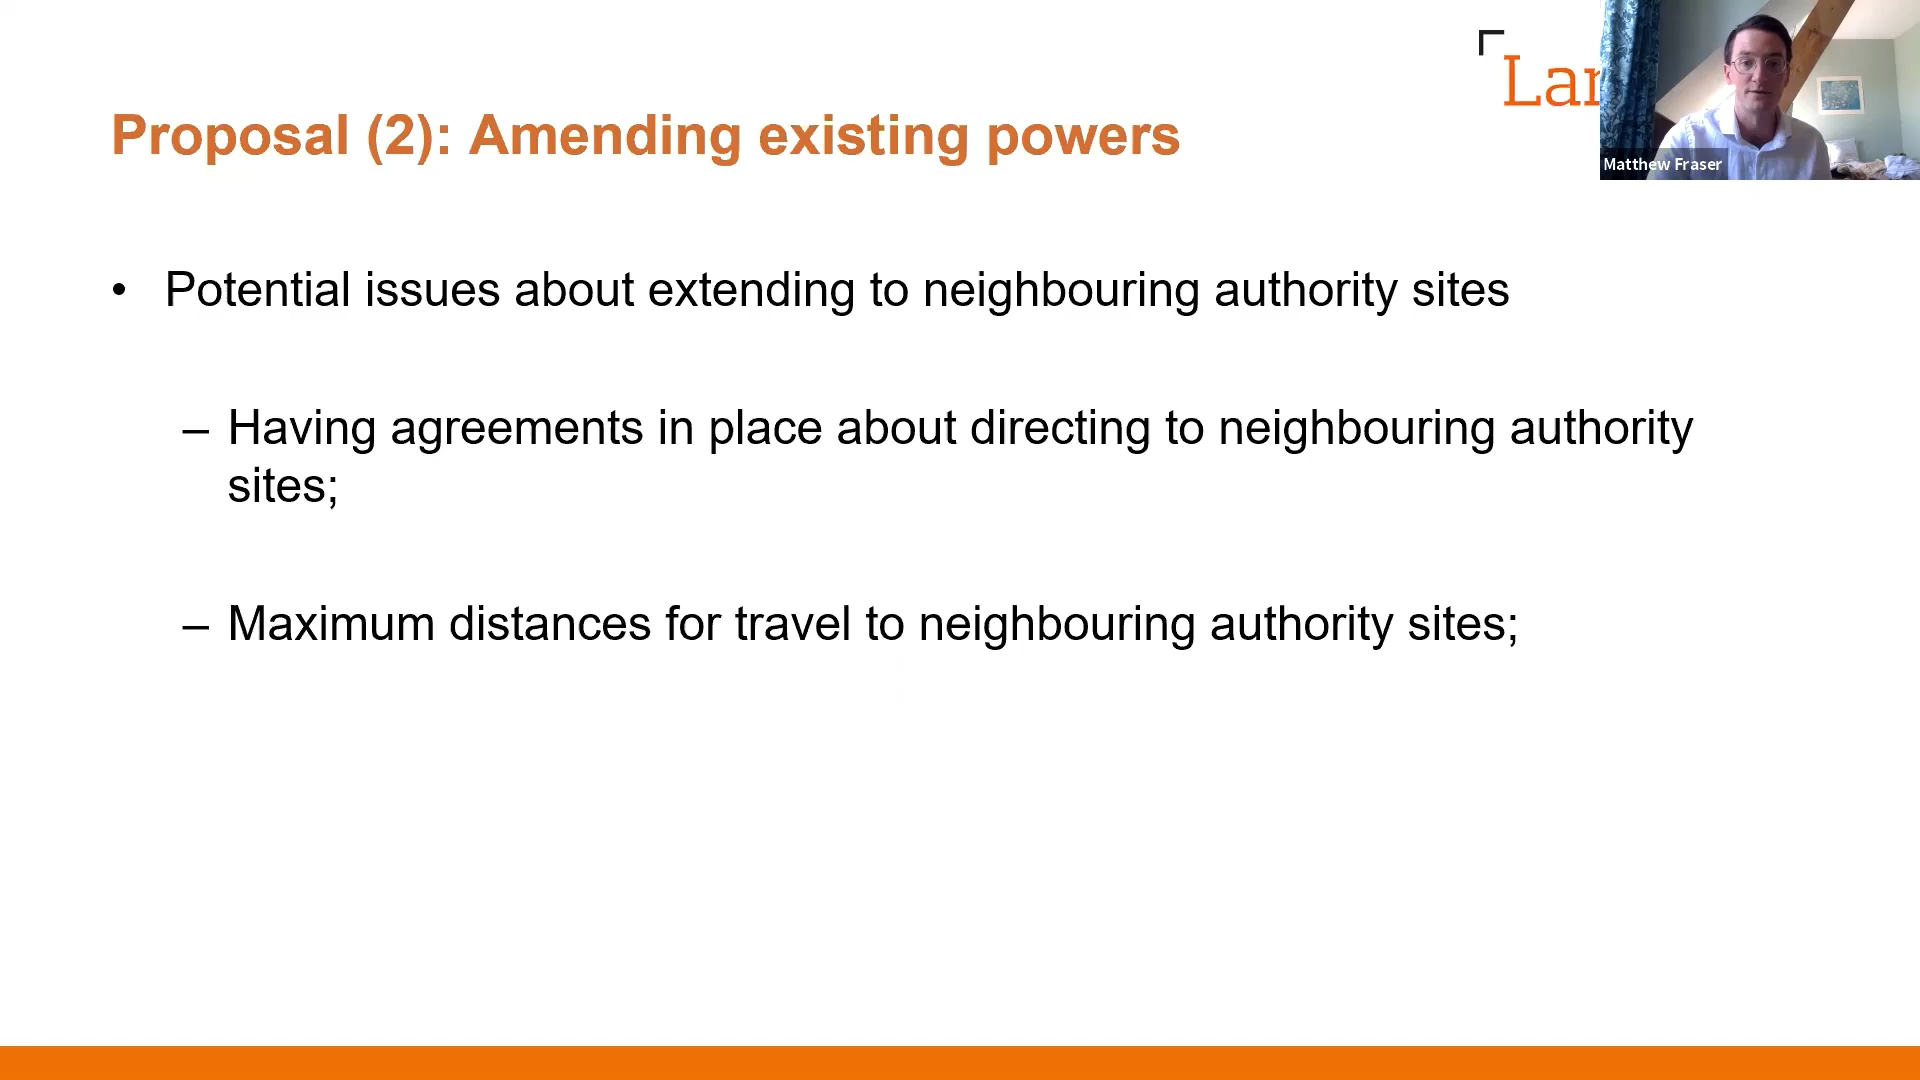 Lan
Matthew Fraser
Proposal (2): Amending existing powers
• Potential issues about extending to neighbouring authority sites
– Having agreements in place about directing to neighbouring authority
sites;
– Maximum distances for travel to neighbouring authority sites;